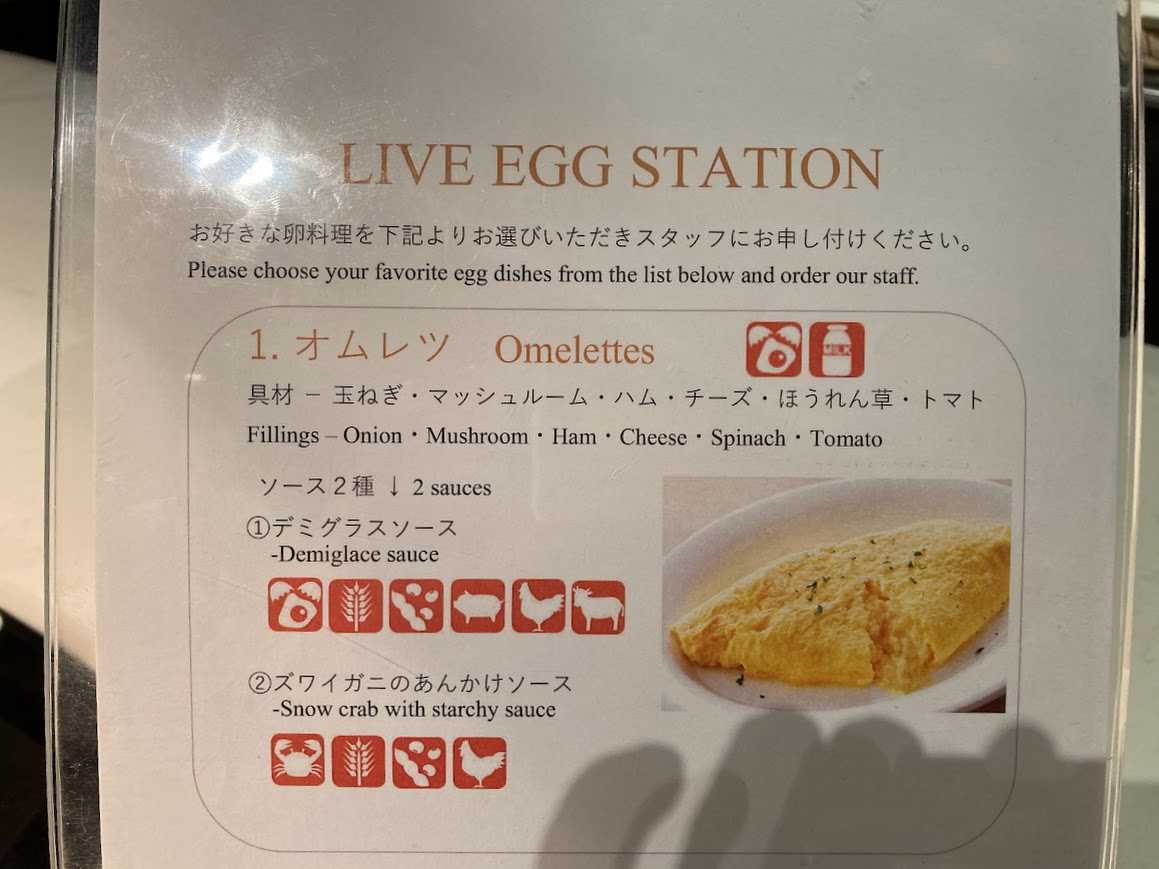 LIVE EGG STATION
お好きな卵料理を下記よりお選びいただきスタッフにお申し付けください。
Please choose your favorite egg dishes from the list below and order our staff.
1. オムレツ Omelettes
MILK
具材 － 玉ねぎ・マッシュルーム・ハム・チーズ・ほうれん草・トマト
Fillings – Onion・Mushroom・Ham・Cheese・Spinach・Tomato
ソース２種 ↓ 2 sauces
①デミグラスソース
-Demiglace sauce
②ズワイガニのあんかけソース
-Snow crab with starchy sauce